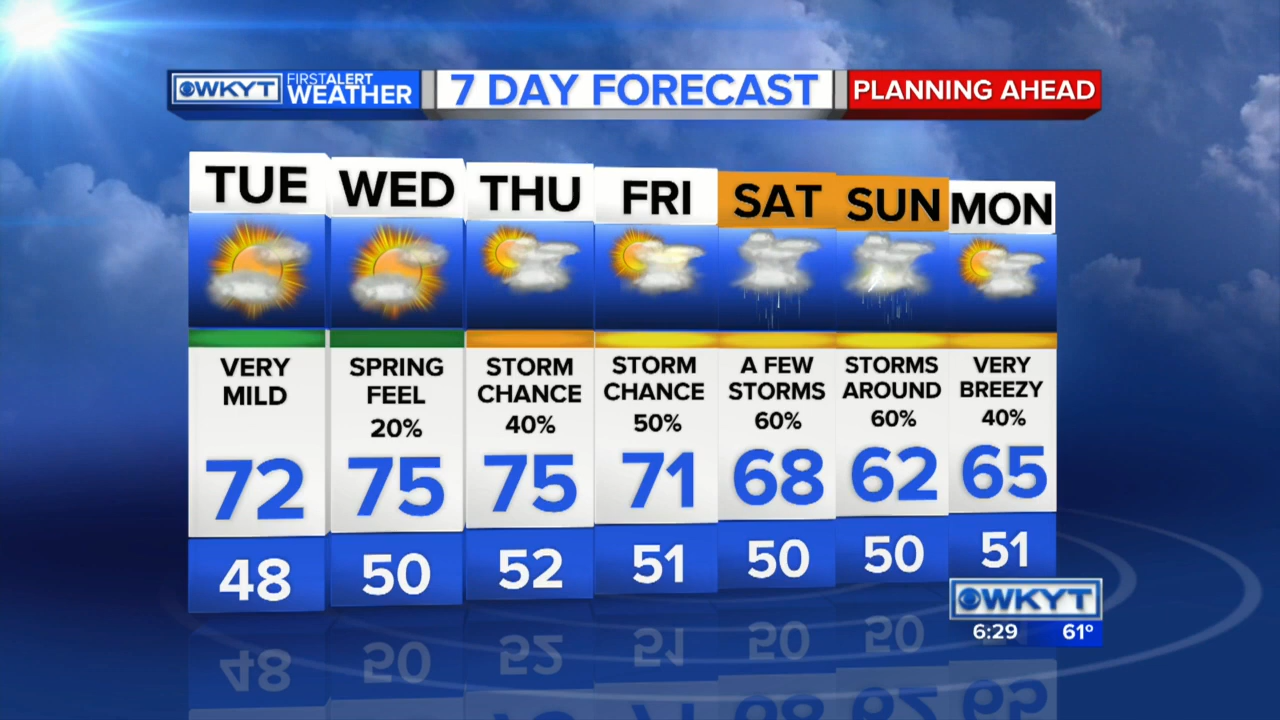 WKYT FIRST ALERT WEATHER 7 DAY FORECAST PLANNING AHEAD
TUE WED THU FRI SAT SUN MON
VERY MILD
SPRING FEEL
20%
STORM CHANCE
40%
STORM CHANCE
50%
A FEW STORMS
60%
STORMS AROUND
60%
VERY BREEZY
40%
72 75 75 71 68 62 65
48 50 52 51 50 50 51
WKYT
6:29 61°